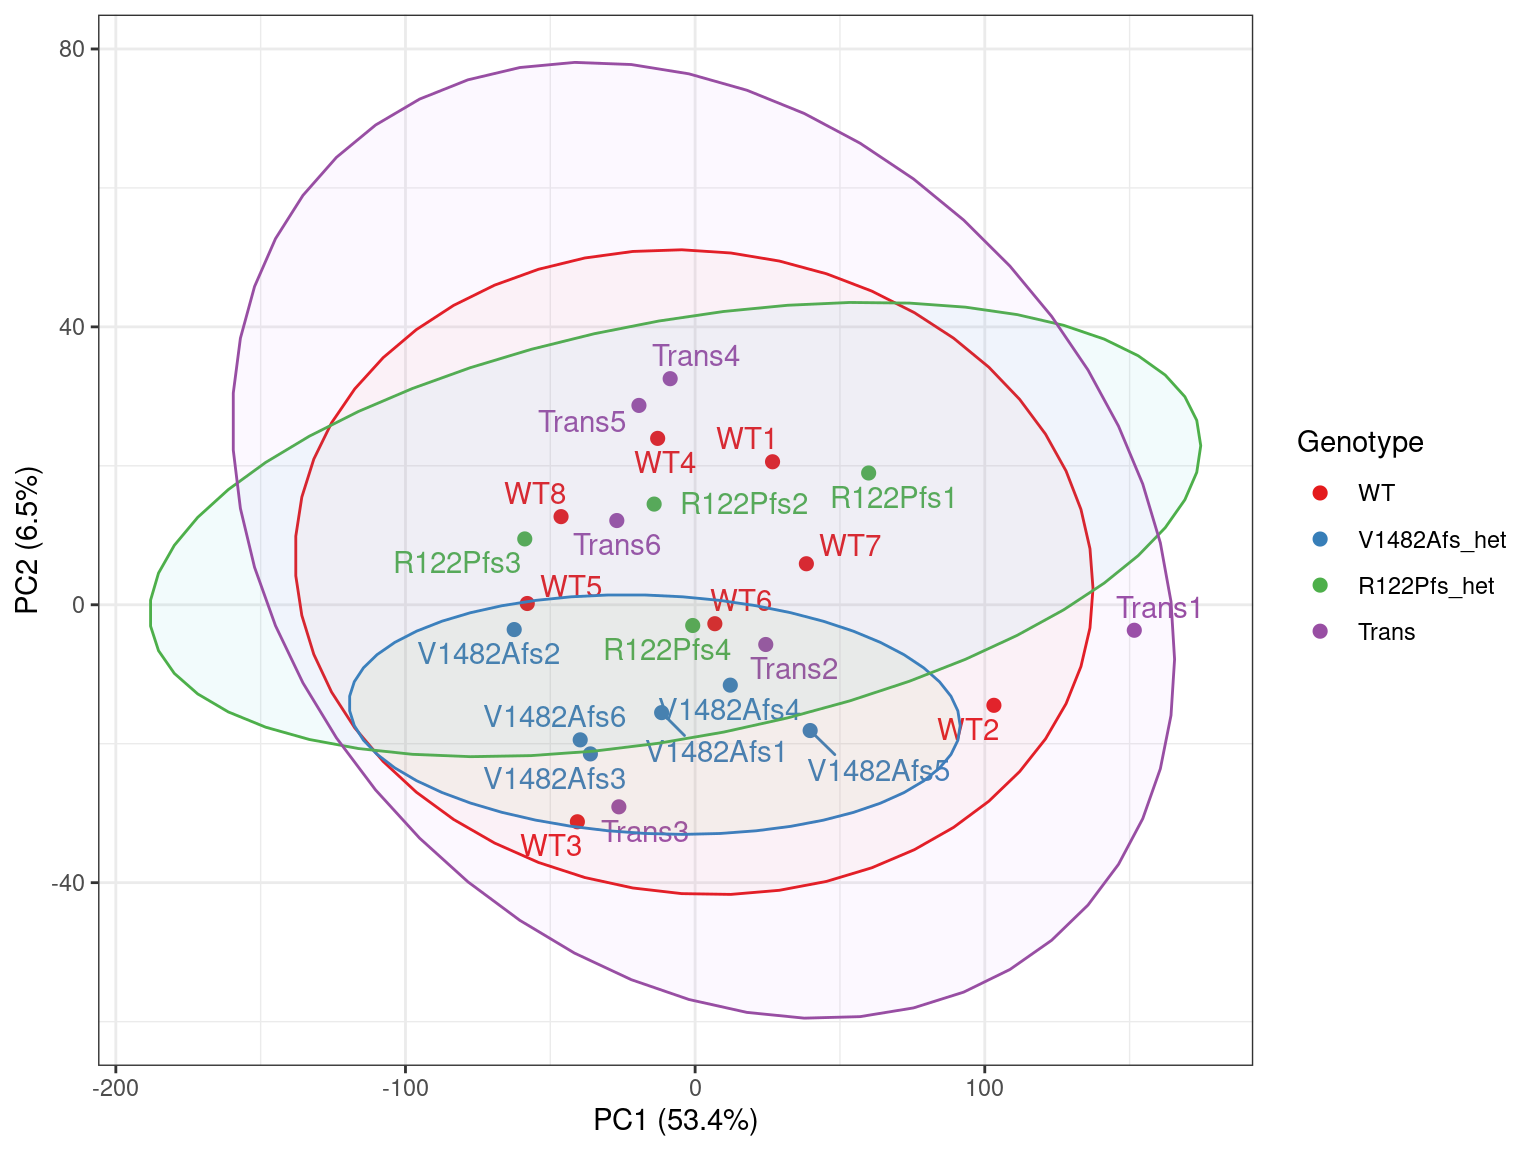 80
40
0
-40
-200
-100
0
100
PC2 (6.5%)
PC1 (53.4%)
Trans4
Trans5
WT4
WT1
WT8
R122Pfs2
R122Pfs1
Trans6
R122Pfs3
WT7
WT5
WT6
Trans1
V1482Afs2
R122Pfs4
Trans2
V1482Afs6
V1482Afs4
WT2
V1482Afs1
V1482Afs3
V1482Afs5
Trans3
WT3
Genotype
WT
V1482Afs_het
R122Pfs_het
Trans